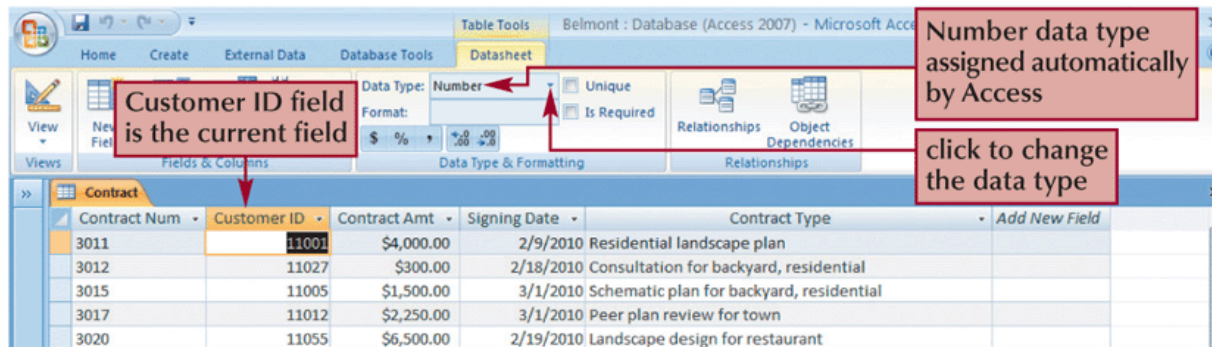 Table Tools Belmont : Database (Access 2007) - Microsoft Acce
Home Create External Data Database Tools Datasheet
Number data type
assigned automatically
by Access
Customer ID field
is the current field
View
Views
New
Field
Fields & Columns
Data Type: Number
Format:
$ % , .0 .00 .00 .0
Unique
Is Required
Data Type & Formatting
Relationships Object
Dependencies
Relationships
click to change
the data type
Contract
Contract Num Customer ID Contract Amt Signing Date Contract Type Add New Field
3011 11001 $4,000.00 2/9/2010 Residential landscape plan
3012 11027 $300.00 2/18/2010 Consultation for backyard, residential
3015 11005 $1,500.00 3/1/2010 Schematic plan for backyard, residential
3017 11012 $2,250.00 3/1/2010 Peer plan review for town
3020 11055 $6,500.00 2/19/2010 Landscape design for restaurant